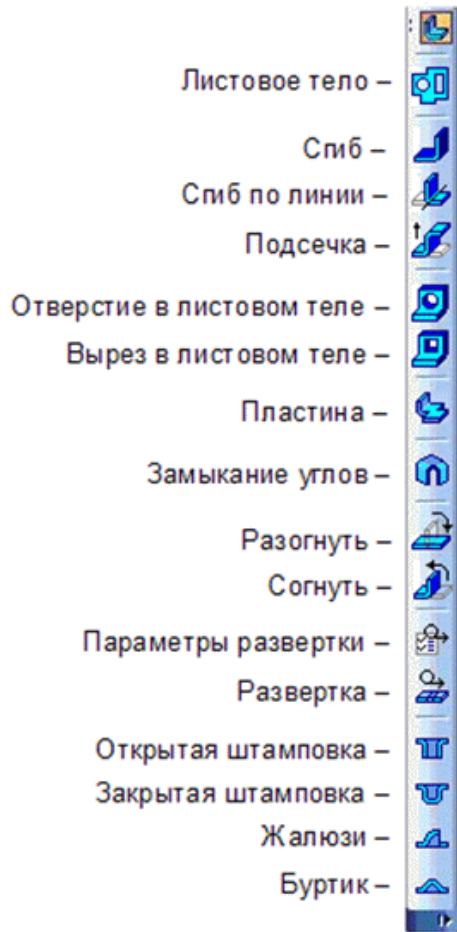 Листовое тело –
Сгиб –
Сгиб по линии –
Подсечка –
Отверстие в листовом теле –
Вырез в листовом теле –
Пластина –
Замыкание углов –
Разогнуть –
Согнуть –
Параметры развертки –
Развертка –
Открытая штамповка –
Закрытая штамповка –
Жалюзи –
Буртик –